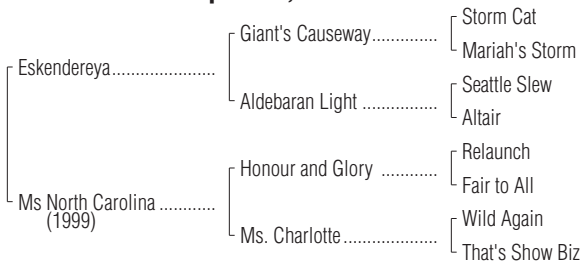 Storm Cat
Giant's Causeway..............
Mariah's Storm
Eskendereya......................
Seattle Slew
Aldebaran Light ................
Altair
Relaunch
Honour and Glory ............
Fair to All
Ms North Carolina ............
(1999)
Wild Again
Ms. Charlotte....................
That's Show Biz